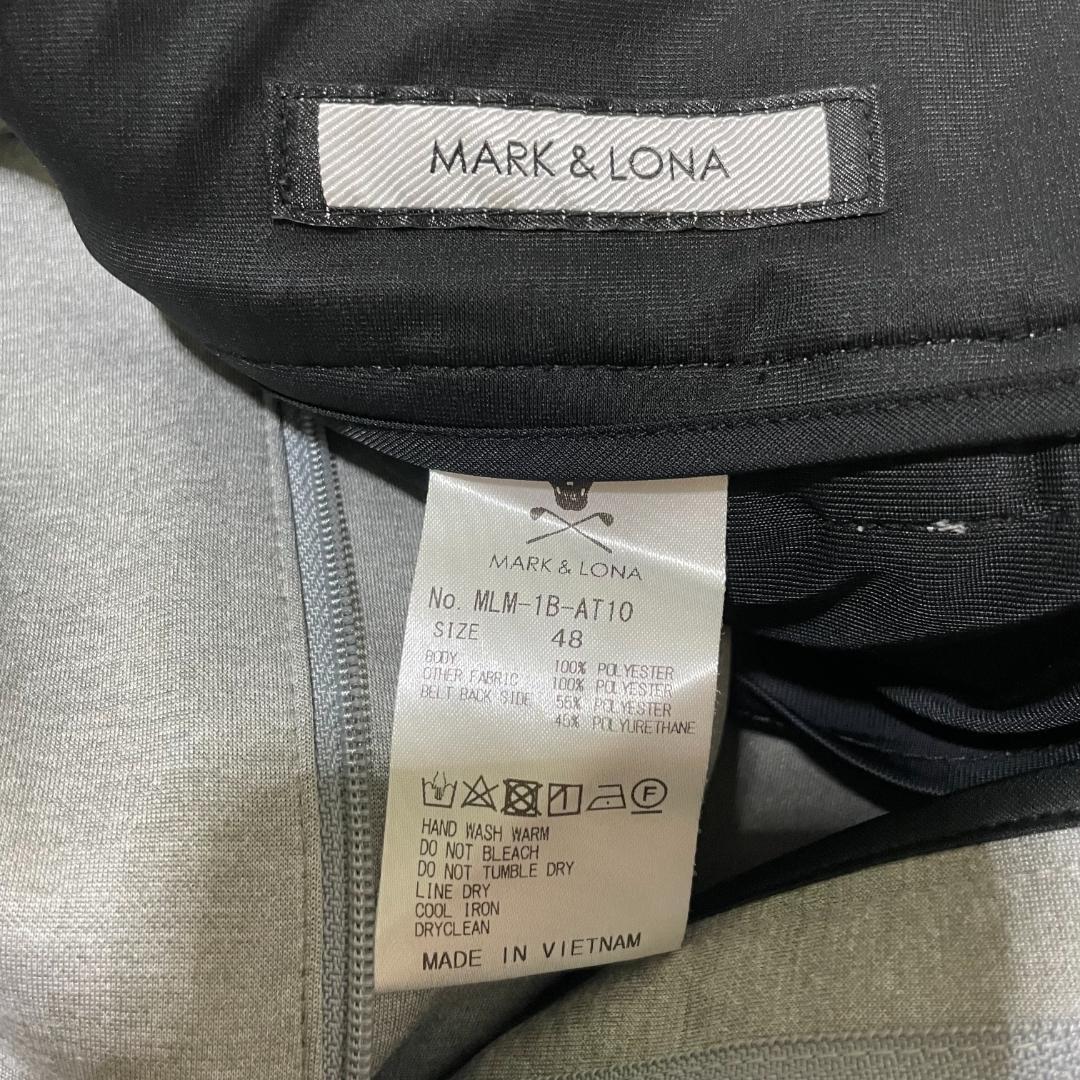 MARK & LONA
MARK & LONA
No. MLM-1B-AT10
SIZE 48
BODY 100% POLYESTER
OTHER FABRIC 100% POLYESTER
BELT BACK SIDE 55% POLYESTER
45% POLYURETHANE
HAND WASH WARM
DO NOT BLEACH
DO NOT TUMBLE DRY
LINE DRY
COOL IRON
DRYCLEAN
MADE IN VIETNAM